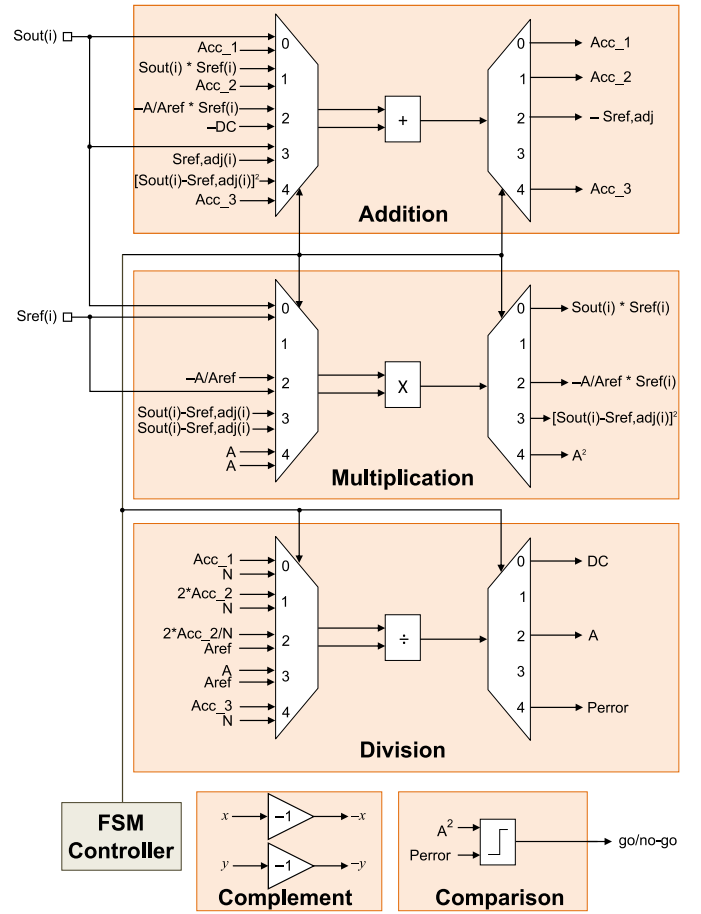 Sout(i)
0
Acc_1
Sout(i) * Sref(i)
1
Acc_2
–A/Aref * Sref(i)
2
–DC
3
Sref,adj(i)
[Sout(i)–Sref,adj(i)]²
4
Acc_3
+
0
Acc_1
1
Acc_2
2
– Sref,adj
3
4
Acc_3
Addition
Sref(i)
0
1
–A/Aref
2
Sout(i)–Sref,adj(i)
3
Sout(i)–Sref,adj(i)
A
4
A
X
0
Sout(i) * Sref(i)
1
2
–A/Aref * Sref(i)
3
[Sout(i)–Sref,adj(i)]²
4
A²
Multiplication
Acc_1
0
N
2*Acc_2
1
N
2*Acc_2/N
2
Aref
A
3
Aref
Acc_3
4
N
÷
0
DC
1
2
A
3
4
Perror
Division
FSM
Controller
x
–1
–x
y
–1
–y
Complement
A²
Perror
go/no-go
Comparison